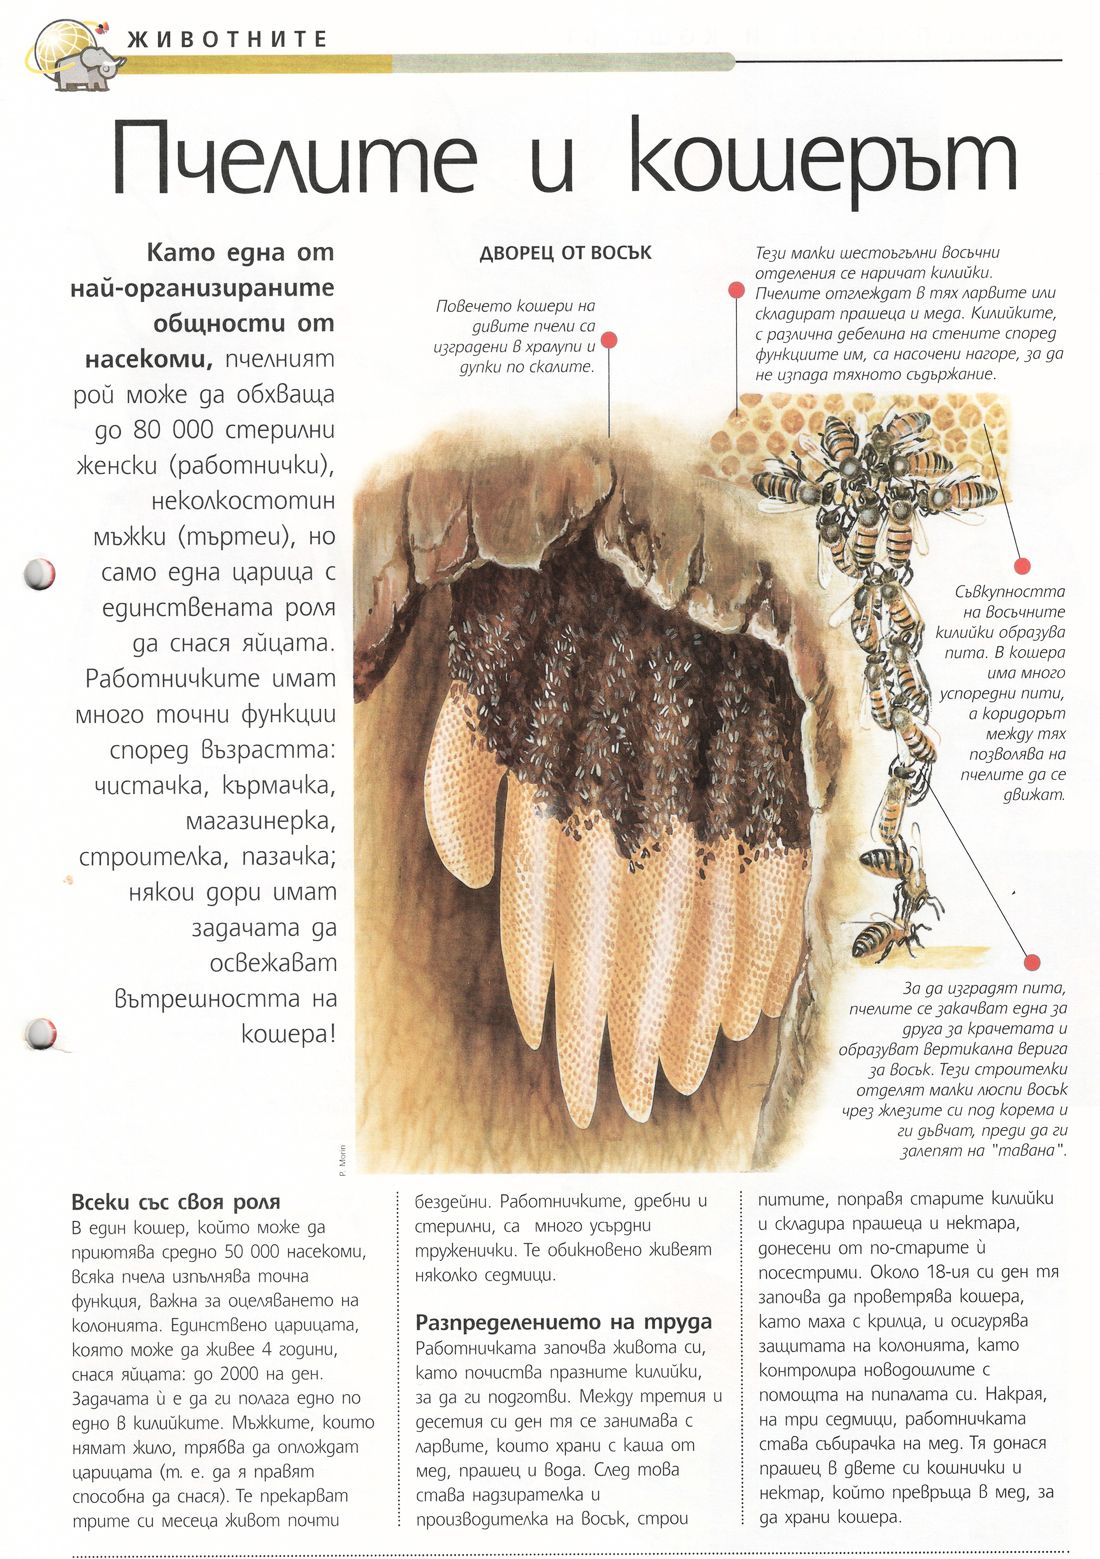 ЖИВОТНИТЕ
Пчелите и кошерът
Като една от
най-организираните
общности от
насекоми, пчелният
рой може да обхваща
до 80 000 стерилни
женски (работнички),
неколкостотин
мъжки (търтеи), но
само една царица с
единствената роля
да снася яйцата.
Работничките имат
много точни функции
според възрастта:
чистачка, кърмачка,
магазинерка,
строителка, пазачка;
някои дори имат
задачата да
освежават
вътрешността на
кошера!
ДВОРЕЦ ОТ ВОСЪК
Повечето кошери на
дивите пчели са
изградени в хралупи и
дупки по скалите.
Тези малки шестоъгълни восъчни
отделения се наричат килийки.
Пчелите отглеждат в тях ларвите или
складират прашеца и меда. Килийките,
с различна дебелина на стените според
функциите им, са насочени нагоре, за да
не изпада тяхното съдържание.
Съвкупността
на восъчните
килийки образува
пита. В кошера
има много
успоредни пити,
а коридорът
между тях
позволява на
пчелите да се
движат.
За да изградят пита,
пчелите се закачват една за
друга за крачетата и
образуват вертикална верига
за восък. Тези строителки
отделят малки люспи восък
чрез жлезите си под корема и
ги дъвчат, преди да ги
залепят на "тавана".
P. Morin
Всеки със своя роля
В един кошер, който може да
приютява средно 50 000 насекоми,
всяка пчела изпълнява точна
функция, важна за оцеляването на
колонията. Единствено царицата,
която може да живее 4 години,
снася яйцата: до 2000 на ден.
Задачата ѝ е да ги полага едно по
едно в килийките. Мъжките, които
нямат жило, трябва да оплождат
царицата (т. е. да я правят
способна да снася). Те прекарват
трите си месеца живот почти
бездейни. Работничките, дребни и
стерилни, са много усърдни
труженички. Те обикновено живеят
няколко седмици.
Разпределението на труда
Работничката започва живота си,
като почиства празните килийки,
за да ги подготви. Между третия и
десетия си ден тя се занимава с
ларвите, които храни с каша от
мед, прашец и вода. След това
става надзирателка и
производителка на восък, строи
питите, поправя старите килийки
и складира прашеца и нектара,
донесени от по-старите ѝ
посестрими. Около 18-ия си ден тя
започва да проветрява кошера,
като маха с крилца, и осигурява
защитата на колонията, като
контролира новодошлите с
помощта на пипалата си. Накрая,
на три седмици, работничката
става събирачка на мед. Тя донася
прашец в двете си кошнички и
нектар, който превръща в мед, за
да храни кошера.